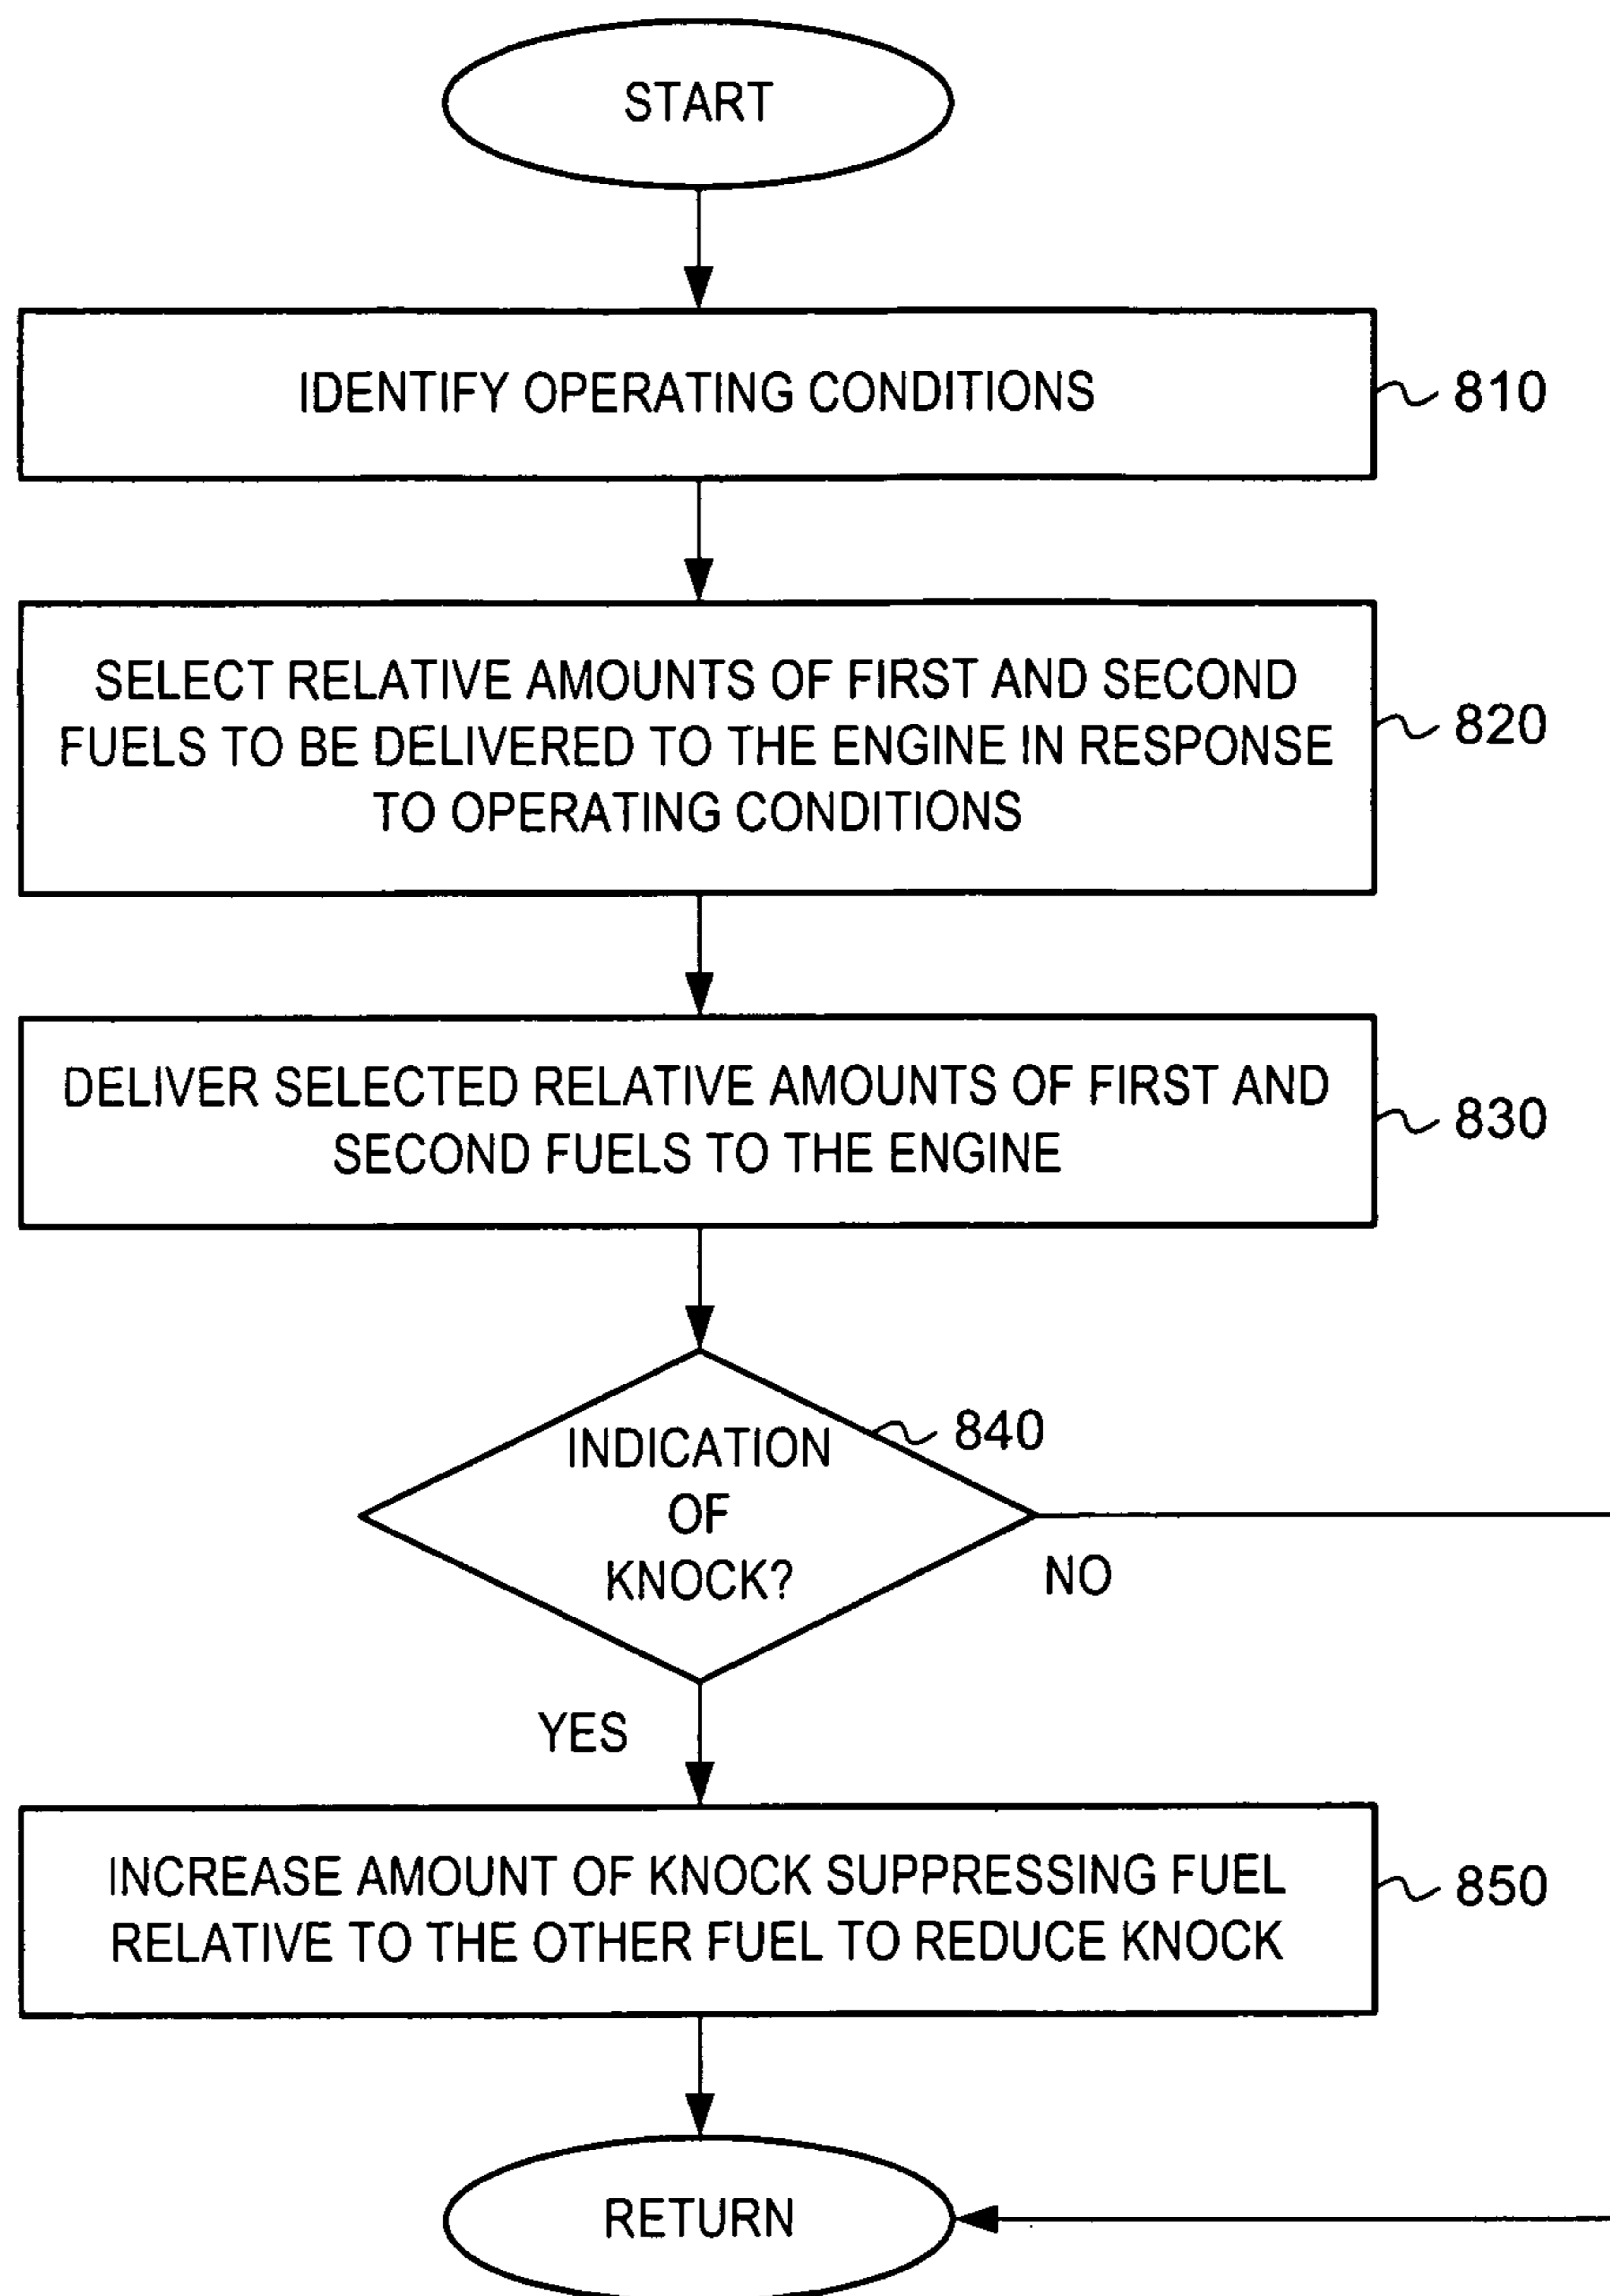 START
IDENTIFY OPERATING CONDITIONS
810
SELECT RELATIVE AMOUNTS OF FIRST AND SECOND
FUELS TO BE DELIVERED TO THE ENGINE IN RESPONSE
TO OPERATING CONDITIONS
820
DELIVER SELECTED RELATIVE AMOUNTS OF FIRST AND
SECOND FUELS TO THE ENGINE
830
INDICATION
OF
KNOCK?
840
NO
YES
INCREASE AMOUNT OF KNOCK SUPPRESSING FUEL
RELATIVE TO THE OTHER FUEL TO REDUCE KNOCK
850
RETURN